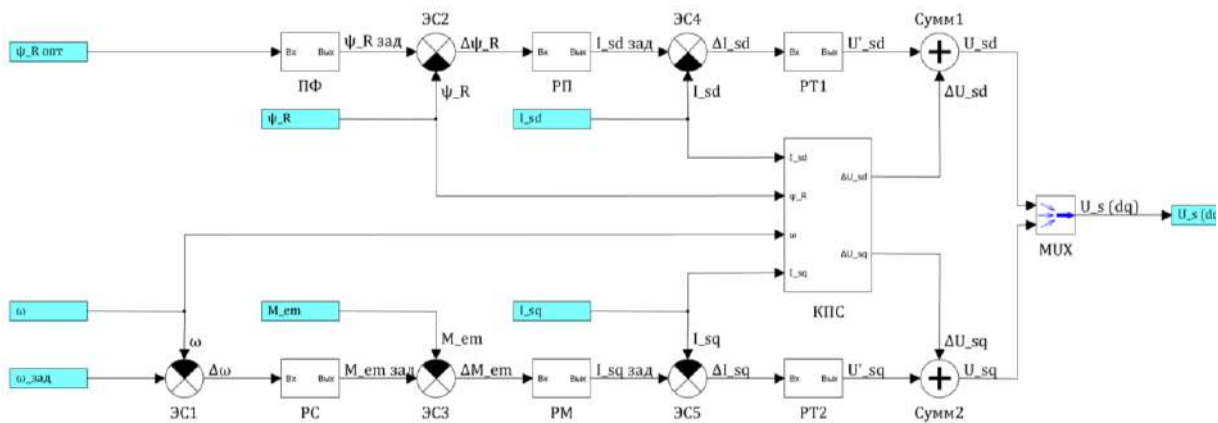 ЭС2
ЭС4
Сумм1
ψ_R опт
Вх Вых
ψ_R зад
Δψ_R
Вх Вых
I_sd зад
ΔI_sd
Вх Вых
U'_sd
U_sd
ПФ
ψ_R
РП
I_sd
РТ1
ΔU_sd
ψ_R
I_sd
I_sd
ΔU_sd
ψ_R
ω
ΔU_sq
I_sq
КПС
U_s (dq)
MUX
ω
M_em
I_sq
ω
M_em
I_sq
ΔU_sq
ω_зад
Δω
Вх Вых
M_em зад
ΔM_em
Вх Вых
I_sq зад
ΔI_sq
Вх Вых
U'_sq
U_sq
ЭС1
РС
ЭС3
РМ
ЭС5
РТ2
Сумм2